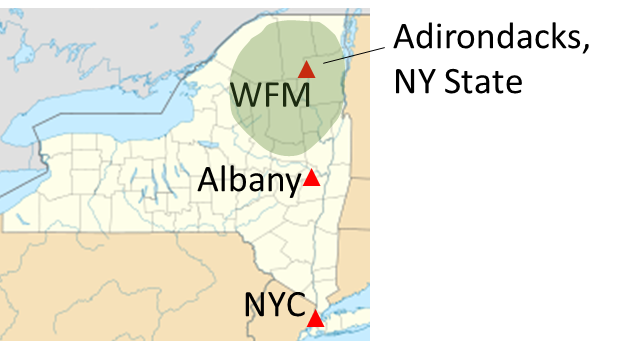 Adirondacks,
NY State
WFM
Albany
NYC